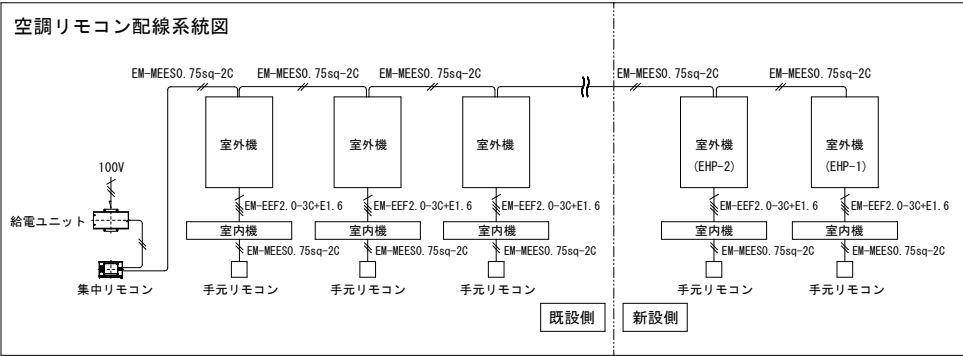 空調リモコン配線系統図
EM-MEES0.75sq-2C
EM-MEES0.75sq-2C
EM-MEES0.75sq-2C
EM-MEES0.75sq-2C
EM-MEES0.75sq-2C
室外機
室外機
室外機
室外機
(EHP-2)
室外機
(EHP-1)
100V
給電ユニット
集中リモコン
EM-EEF2.0-3C+E1.6
EM-EEF2.0-3C+E1.6
EM-EEF2.0-3C+E1.6
EM-EEF2.0-3C+E1.6
EM-EEF2.0-3C+E1.6
室内機
室内機
室内機
室内機
室内機
EM-MEES0.75sq-2C
EM-MEES0.75sq-2C
EM-MEES0.75sq-2C
EM-MEES0.75sq-2C
EM-MEES0.75sq-2C
手元リモコン
手元リモコン
手元リモコン
手元リモコン
手元リモコン
既設側
新設側